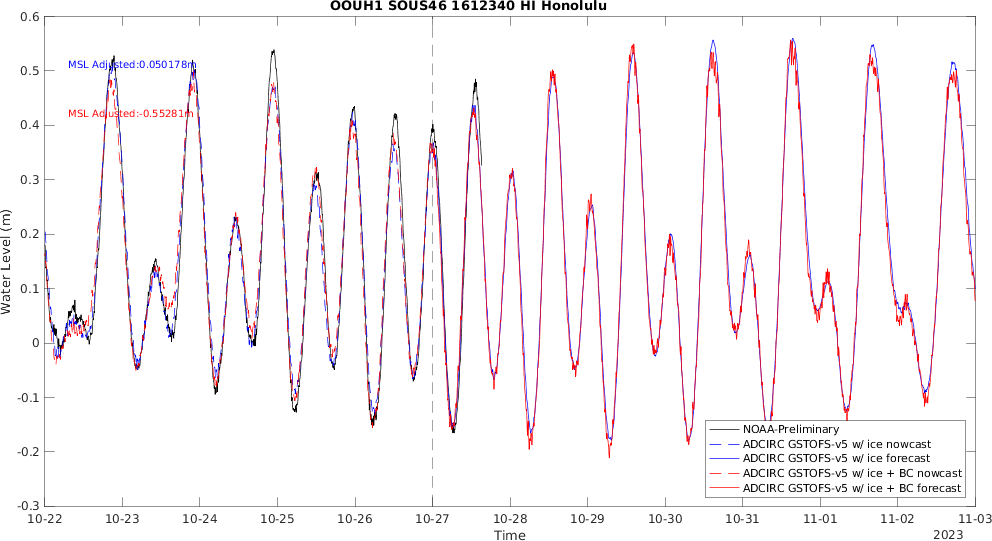 OOUH1 SOUS46 1612340 HI Honolulu
0.6
0.5
0.4
0.3
0.2
0.1
0
-0.1
-0.2
-0.3
Water Level (m)
MSL Adjusted:0.050178m
MSL Adjusted:-0.55281m
NOAA-Preliminary
ADCIRC GSTOFS-v5 w/ ice nowcast
ADCIRC GSTOFS-v5 w/ ice forecast
ADCIRC GSTOFS-v5 w/ ice + BC nowcast
ADCIRC GSTOFS-v5 w/ ice + BC forecast
10-22 10-23 10-24 10-25 10-26 10-27 10-28 10-29 10-30 10-31 11-01 11-02 11-03
Time
2023